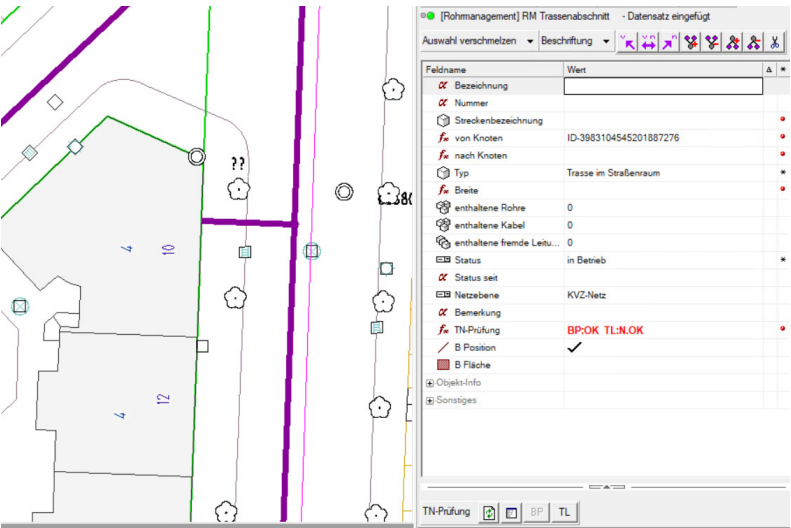 [Rohrmanagement] RM Trassenabschnitt - Datensatz eingefügt
Auswahl verschmelzen Beschriftung
Feldname Wert Δ *
Bezeichnung
Nummer
Streckenbezeichnung
von Knoten ID-3983104545201887276
nach Knoten
Typ Trasse im Straßenraum *
Breite
enthaltene Rohre 0
enthaltene Kabel 0
enthaltene fremde Leitu... 0
Status in Betrieb *
Status seit
Netzebene KVZ-Netz
Bemerkung
TN-Prüfung BP:OK TL:N.OK
B Position
B Fläche
Objekt-Info
Sonstiges
TN-Prüfung BP TL
??
4 10
4 12